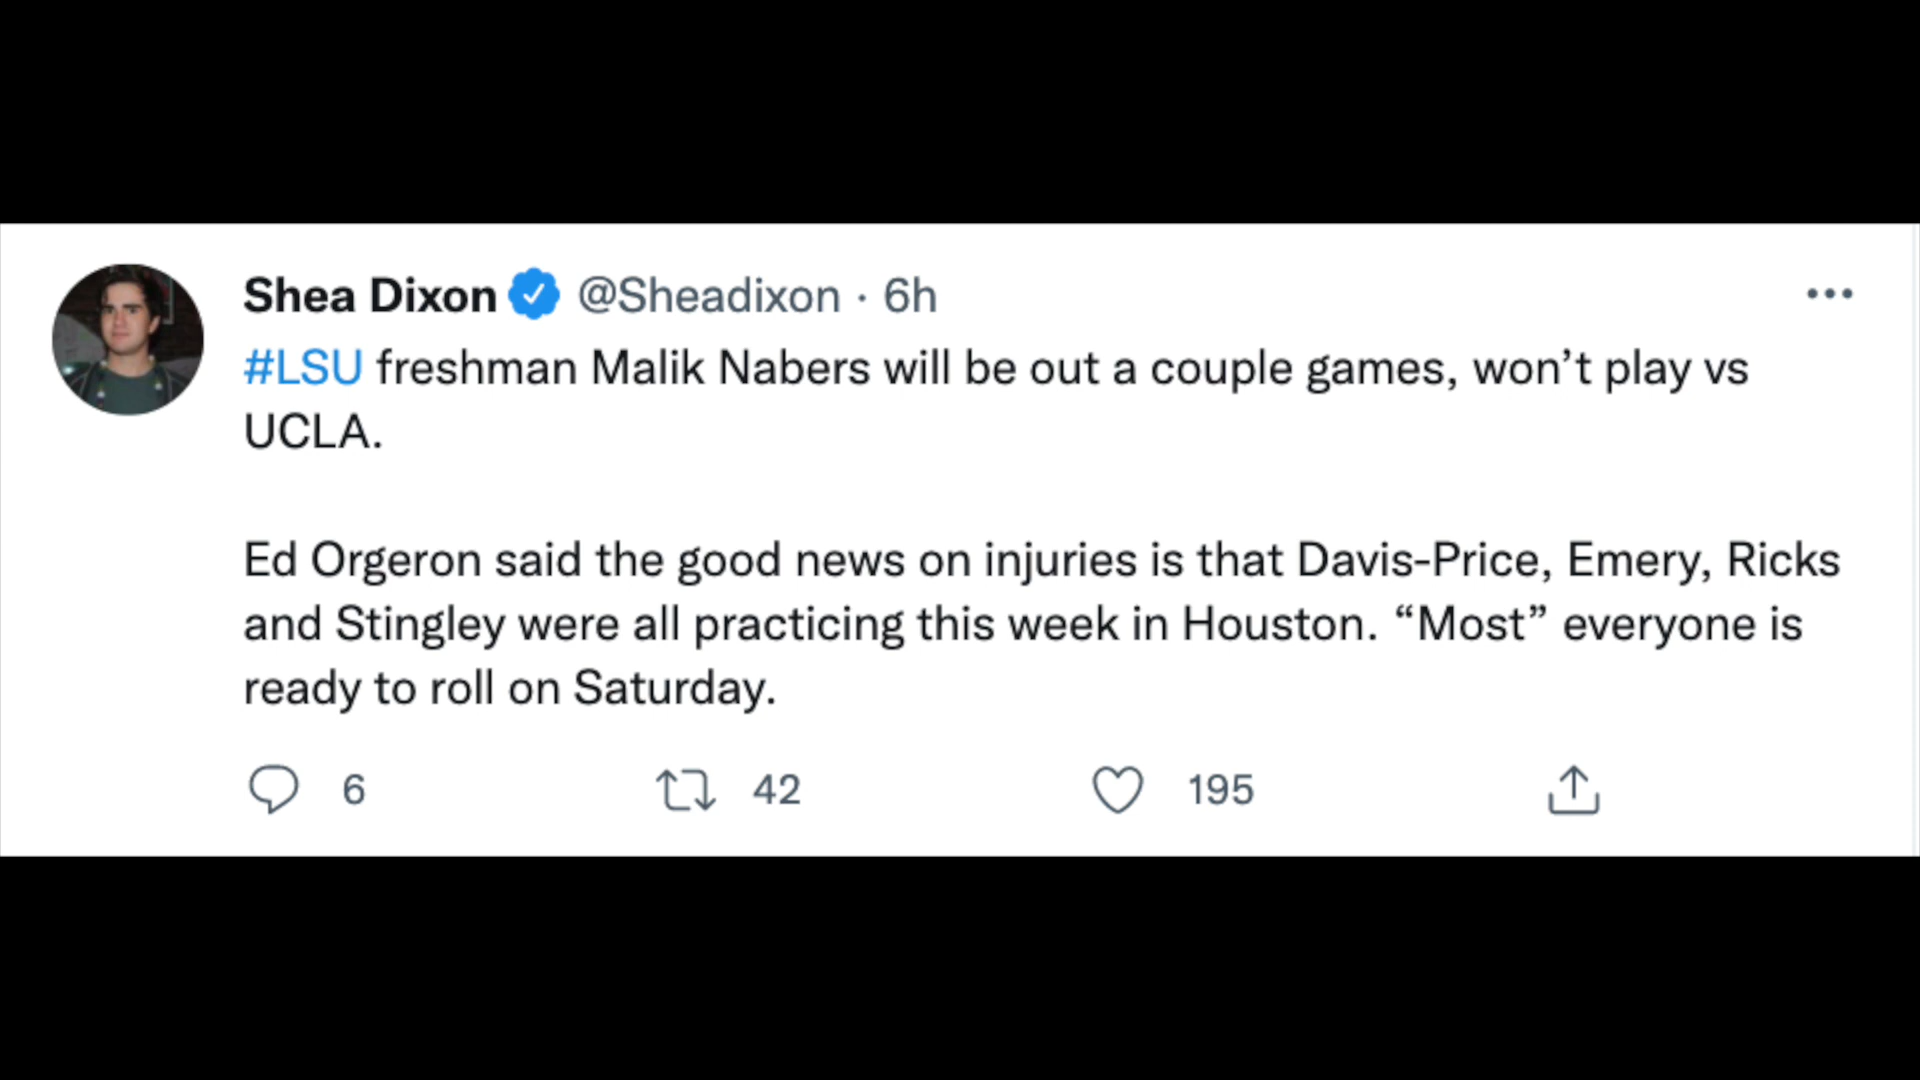 Shea Dixon @Sheadixon · 6h
#LSU freshman Malik Nabers will be out a couple games, won’t play vs
UCLA.
Ed Orgeron said the good news on injuries is that Davis-Price, Emery, Ricks
and Stingley were all practicing this week in Houston. “Most” everyone is
ready to roll on Saturday.
6 42 195